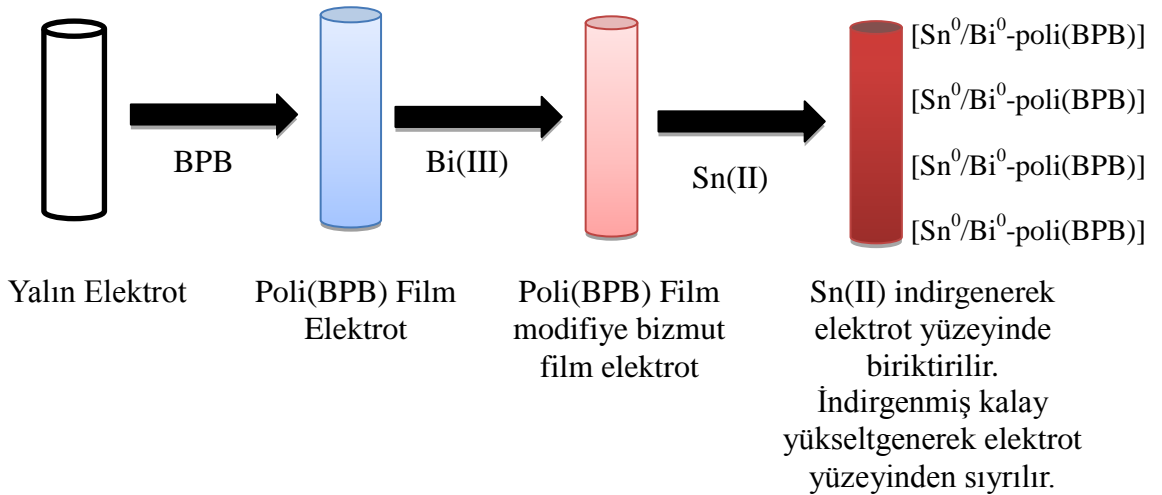 [Sn⁰/Bi⁰-poli(BPB)]
[Sn⁰/Bi⁰-poli(BPB)]
[Sn⁰/Bi⁰-poli(BPB)]
[Sn⁰/Bi⁰-poli(BPB)]
BPB
Bi(III)
Sn(II)
Yalın Elektrot
Poli(BPB) Film
Elektrot
Poli(BPB) Film
modifiye bizmut
film elektrot
Sn(II) indirgenerek
elektrot yüzeyinde
biriktirilir.
İndirgenmiş kalay
yükseltgenerek elektrot
yüzeyinden sıyrılır.